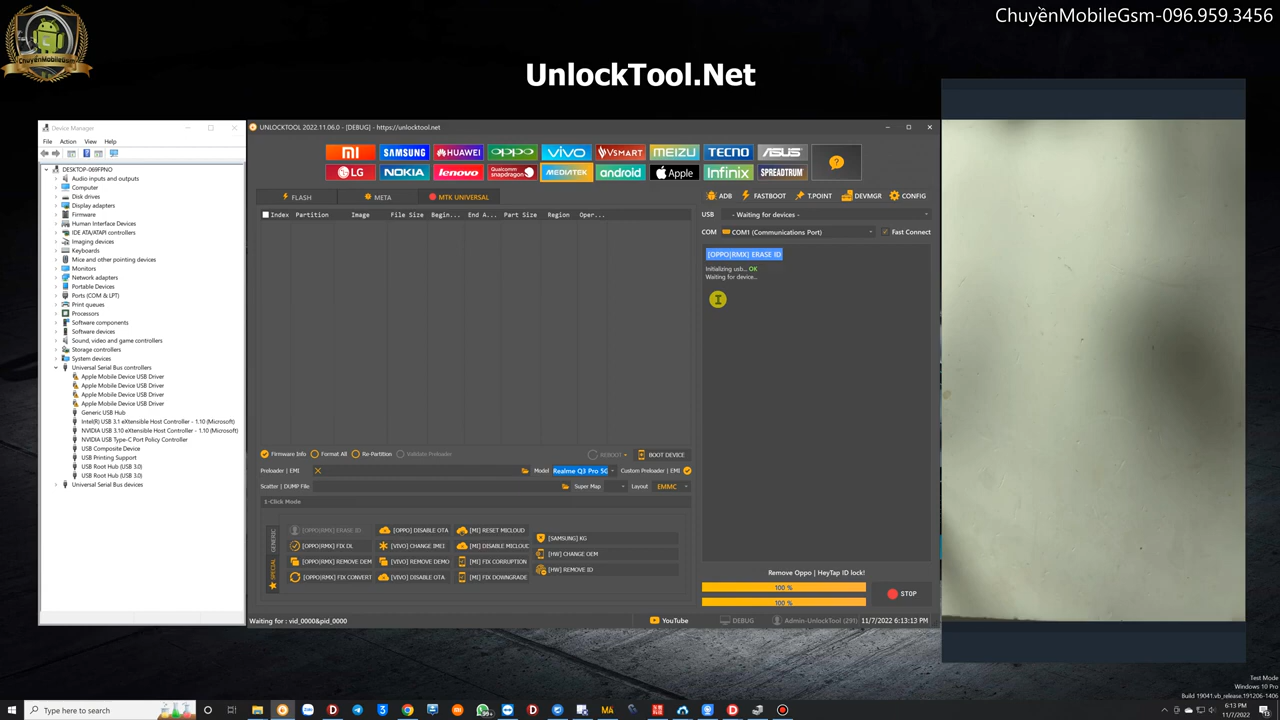 ChuyềnMobileGsm-096.959.3456
ChuyềnMobileGsm
UnlockTool.Net
Device Manager
File Action View Help
DESKTOP-069FPNO
Audio inputs and outputs
Computer
Disk drives
Display adapters
Firmware
Human Interface Devices
IDE ATA/ATAPI controllers
Imaging devices
Keyboards
Mice and other pointing devices
Monitors
Network adapters
Portable Devices
Ports (COM & LPT)
Print queues
Processors
Software components
Software devices
Sound, video and game controllers
Storage controllers
System devices
Universal Serial Bus controllers
Apple Mobile Device USB Driver
Apple Mobile Device USB Driver
Apple Mobile Device USB Driver
Apple Mobile Device USB Driver
Generic USB Hub
Intel(R) USB 3.1 eXtensible Host Controller - 1.10 (Microsoft)
NVIDIA USB 3.10 eXtensible Host Controller - 1.10 (Microsoft)
NVIDIA USB Type-C Port Policy Controller
USB Composite Device
USB Printing Support
USB Root Hub (USB 3.0)
USB Root Hub (USB 3.0)
Universal Serial Bus devices
UNLOCKTOOL 2022.11.06.0 - [DEBUG] - https://unlocktool.net
MI SAMSUNG HUAWEI OPPO VIVO VSMART MEIZU TECNO ASUS
LG NOKIA lenovo Qualcomm snapdragon MEDIATEK android Apple Infinix SPREADTRUM
?
FLASH META MTK UNIVERSAL
ADB FASTBOOT T.POINT DEVMGR CONFIG
Index Partition Image File Size Begin... End A... Part Size Region Oper...
USB - Waiting for devices -
COM COM1 (Communications Port) Fast Connect
[OPPO|RMX] ERASE ID
Initializing usb... OK
Waiting for device...
Firmware Info Format All Re-Partition Validate Preloader REBOOT BOOT DEVICE
Preloader | EMI Model Realme Q3 Pro 5G Custom Preloader | EMI
Scatter | DUMP File Super Map Layout EMMC
1-Click Mode
GENERIC
SPECIAL
[OPPO|RMX] ERASE ID [OPPO] DISABLE OTA [MI] RESET MICLOUD
[OPPO|RMX] FIX DL [VIVO] CHANGE IMEI [MI] DISABLE MICLOUD
[OPPO|RMX] REMOVE DEM [VIVO] REMOVE DEMO [MI] FIX CORRUPTION
[OPPO|RMX] FIX CONVERT [VIVO] DISABLE OTA [MI] FIX DOWNGRADE
[SAMSUNG] KG
[HW] CHANGE OEM
[HW] REMOVE ID
Remove Oppo | HeyTap ID lock!
100 %
100 %
STOP
Waiting for : vid_0000&pid_0000
YouTube DEBUG Admin-UnlockTool (291) 11/7/2022 6:13:13 PM
Test Mode
Windows 10 Pro
Build 19041.vb_release.191206-1406
Type here to search
99+
6:13 PM
11/7/2022